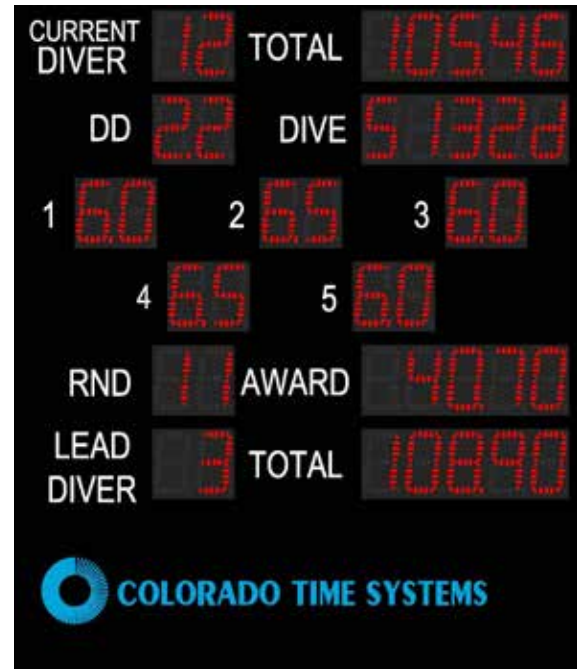 CURRENT DIVER 12 TOTAL 105.46
DD 2.2 DIVE 5132d
1 6.0 2 6.5 3 6.0
4 6.5 5 6.0
RND 11 AWARD 40.70
LEAD DIVER 3 TOTAL 108.90
COLORADO TIME SYSTEMS